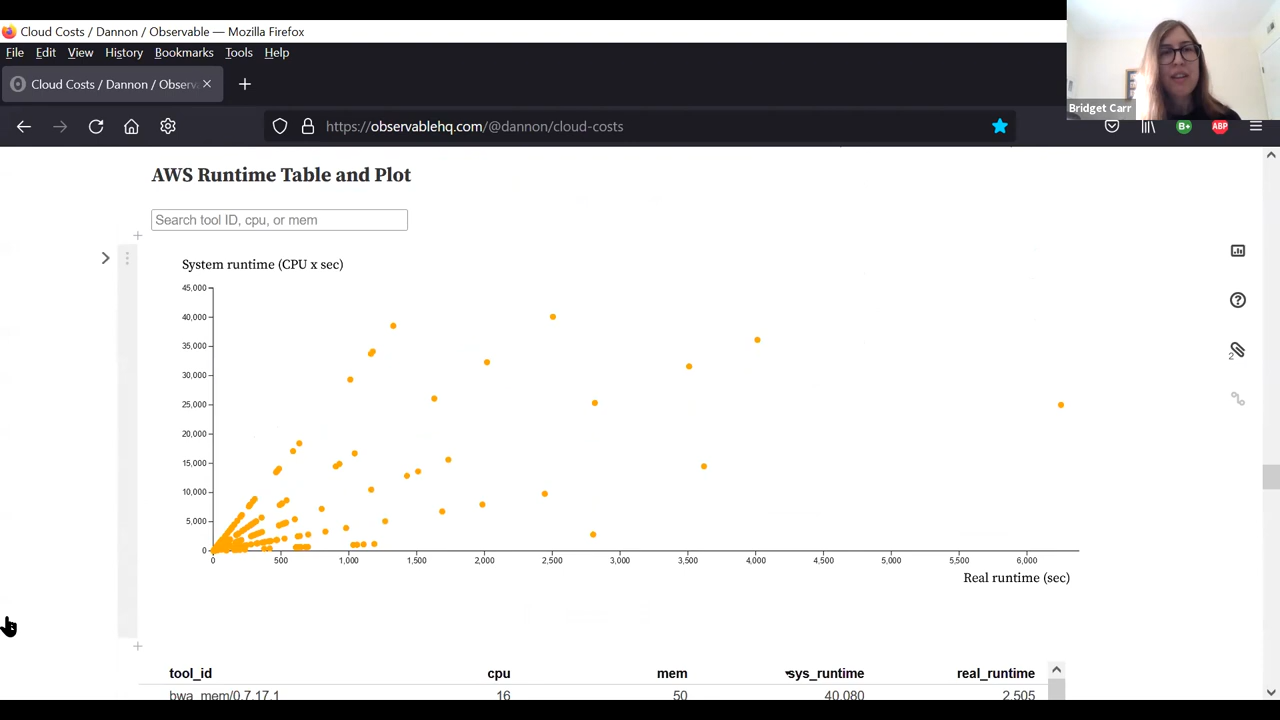 Cloud Costs / Dannon / Observable — Mozilla Firefox
File Edit View History Bookmarks Tools Help
Cloud Costs / Dannon / Observa
Bridget Carr
https://observablehq.com/@dannon/cloud-costs
B+
ABP
AWS Runtime Table and Plot
Search tool ID, cpu, or mem
System runtime (CPU x sec)
45,000
40,000
35,000
30,000
25,000
20,000
15,000
10,000
5,000
0
0 500 1,000 1,500 2,000 2,500 3,000 3,500 4,000 4,500 5,000 5,500 6,000
Real runtime (sec)
2
tool_id cpu mem sys_runtime real_runtime
bwa_mem/0.7.17.1 16 50 40,080 2,505